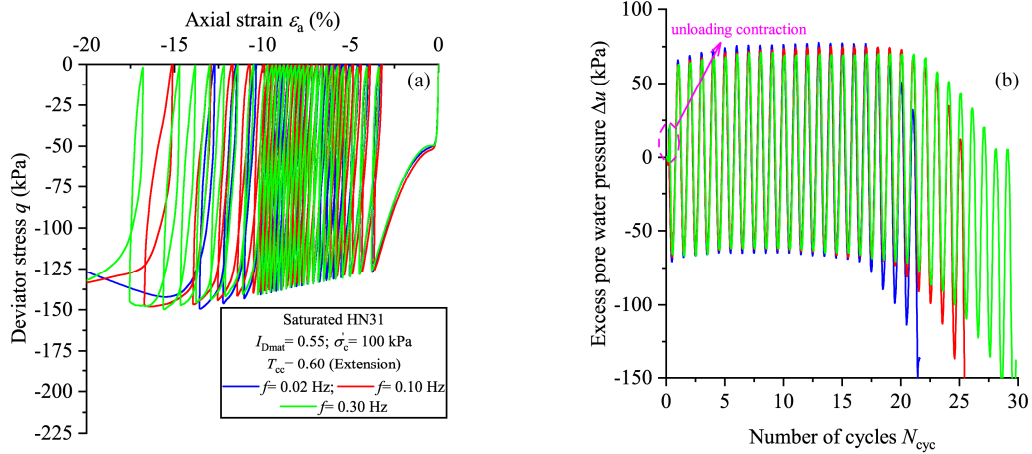 Axial strain εa (%)
-20 -15 -10 -5 0
0
-25
-50
-75
-100
-125
-150
-175
-200
-225
Deviator stress q (kPa)
(a)
Saturated HN31
IDmat= 0.55; σ'c= 100 kPa
Tcc− 0.60 (Extension)
f= 0.02 Hz; f= 0.10 Hz
f= 0.30 Hz
100
50
0
-50
-100
-150
Excess pore water pressure Δu (kPa)
unloading contraction
(b)
0 5 10 15 20 25 30
Number of cycles Ncyc